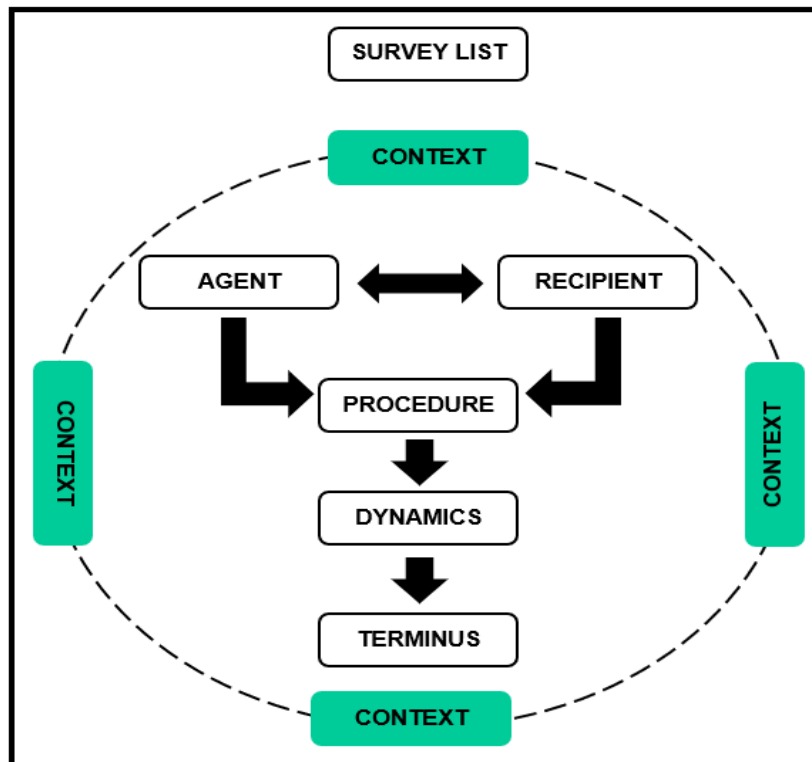 SURVEY LIST
CONTEXT
AGENT
RECIPIENT
CONTEXT
PROCEDURE
CONTEXT
DYNAMICS
TERMINUS
CONTEXT